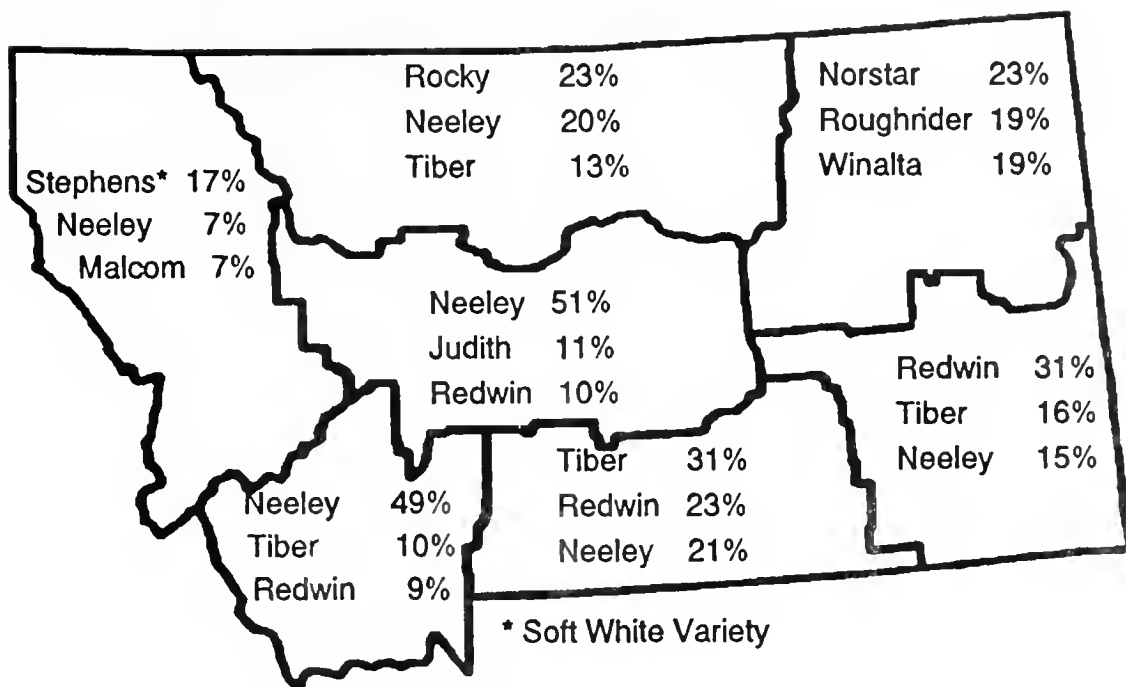 Rocky 23%
Neeley 20%
Tiber 13%
Norstar 23%
Roughrider 19%
Winalta 19%
Stephens* 17%
Neeley 7%
Malcom 7%
Neeley 51%
Judith 11%
Redwin 10%
Redwin 31%
Tiber 16%
Neeley 15%
Neeley 49%
Tiber 10%
Redwin 9%
Tiber 31%
Redwin 23%
Neeley 21%
* Soft White Variety